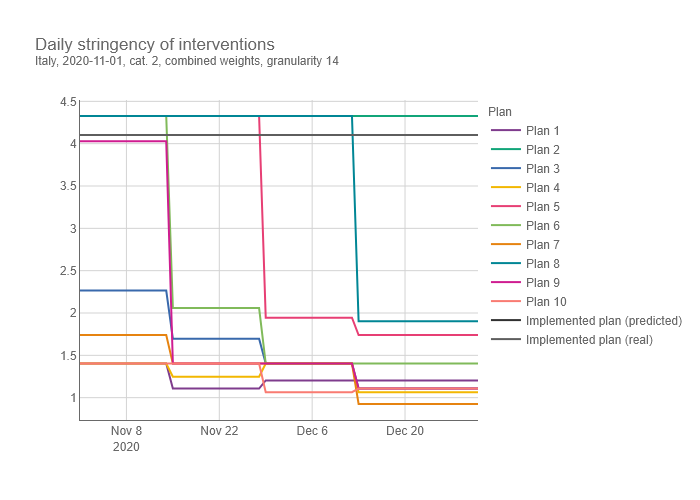 Daily stringency of interventions
Italy, 2020-11-01, cat. 2, combined weights, granularity 14
4.5
4
3.5
3
2.5
2
1.5
1
Nov 8
2020
Nov 22
Dec 6
Dec 20
Plan
Plan 1
Plan 2
Plan 3
Plan 4
Plan 5
Plan 6
Plan 7
Plan 8
Plan 9
Plan 10
Implemented plan (predicted)
Implemented plan (real)